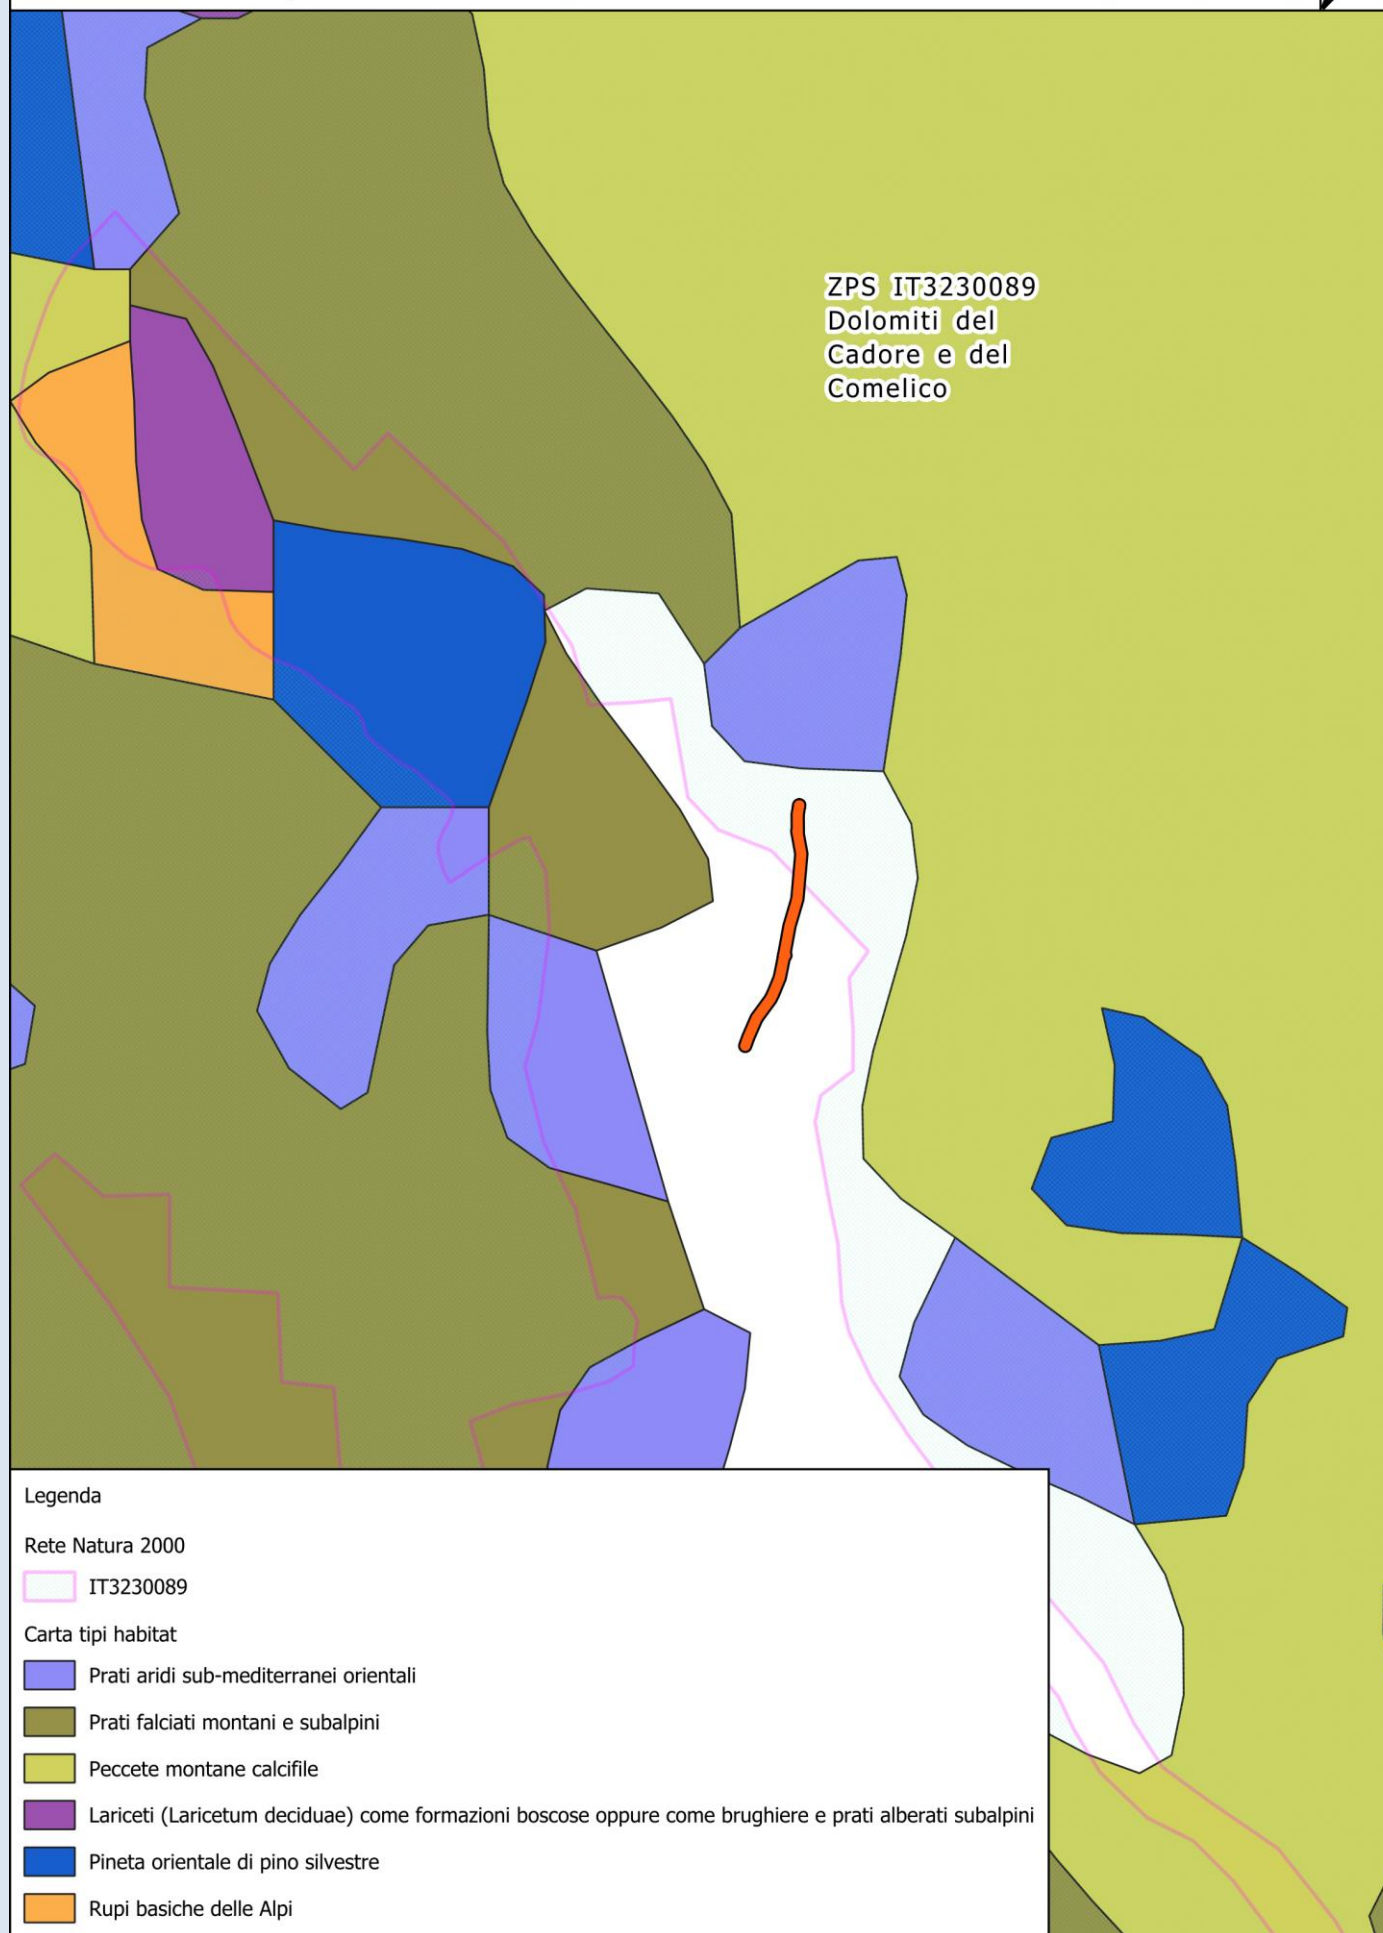 ZPS IT3230089
Dolomiti del
Cadore e del
Comelico
Legenda
Rete Natura 2000
IT3230089
Carta tipi habitat
Prati aridi sub-mediterranei orientali
Prati falciati montani e subalpini
Peccete montane calcifile
Lariceti (Laricetum deciduae) come formazioni boscose oppure come brughiere e prati alberati subalpini
Pineta orientale di pino silvestre
Rupi basiche delle Alpi